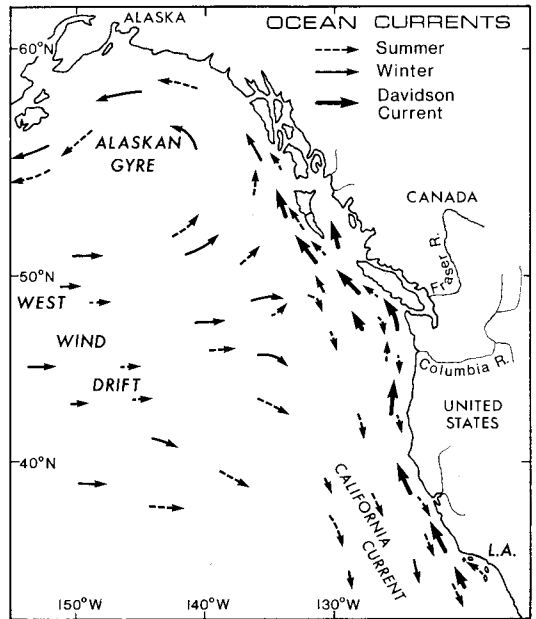 ALASKA
OCEAN CURRENTS
Summer
Winter
Davidson
Current
60°N
ALASKAN
GYRE
CANADA
Fraser R.
50°N
WEST
WIND
DRIFT
Columbia R.
UNITED
STATES
40°N
CALIFORNIA
CURRENT
L.A.
150°W
140°W
130°W